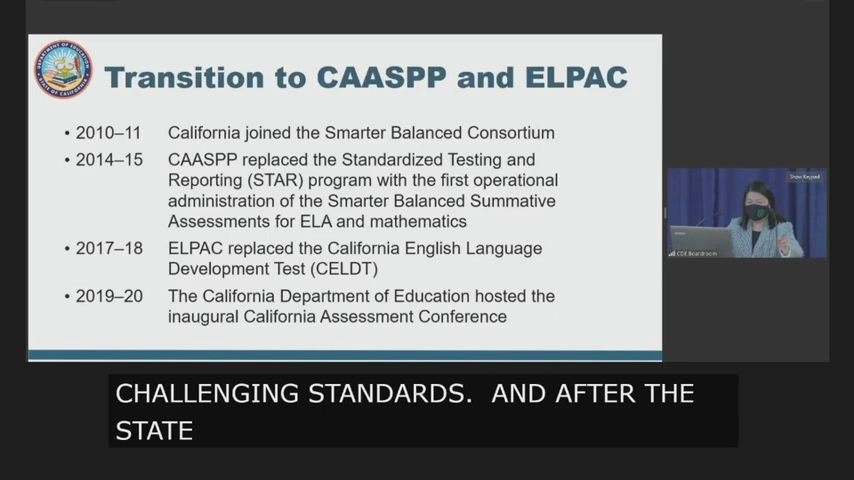 Transition to CAASPP and ELPAC
• 2010–11 California joined the Smarter Balanced Consortium
• 2014–15 CAASPP replaced the Standardized Testing and
Reporting (STAR) program with the first operational
administration of the Smarter Balanced Summative
Assessments for ELA and mathematics
• 2017–18 ELPAC replaced the California English Language
Development Test (CELDT)
• 2019–20 The California Department of Education hosted the
inaugural California Assessment Conference
CDE Boardroom
CHALLENGING STANDARDS. AND AFTER THE
STATE